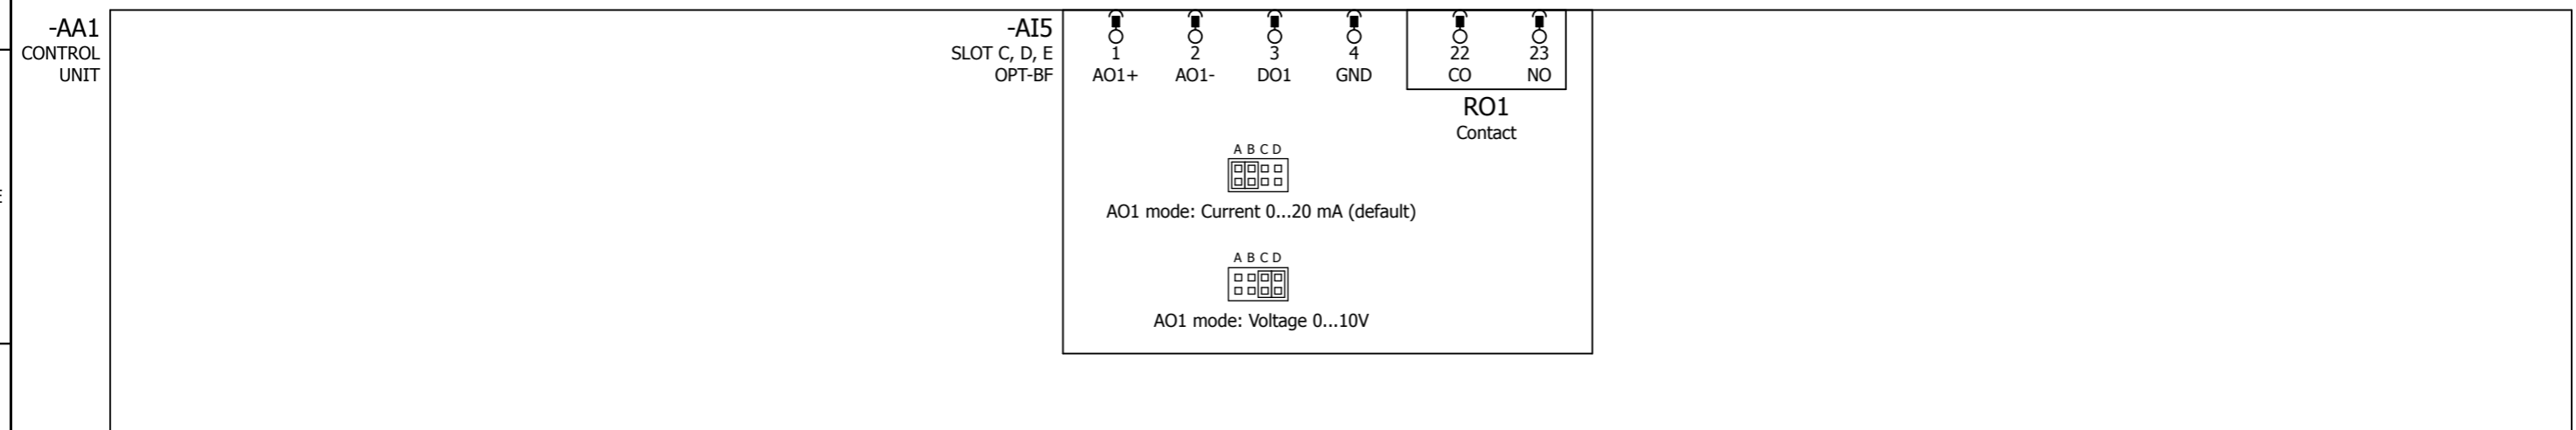 -AA1
CONTROL
UNIT
-AI5
SLOT C, D, E
OPT-BF
1 2 3 4 22 23
AO1+ AO1- DO1 GND CO NO
RO1
Contact
A B C D
AO1 mode: Current 0...20 mA (default)
A B C D
AO1 mode: Voltage 0...10V